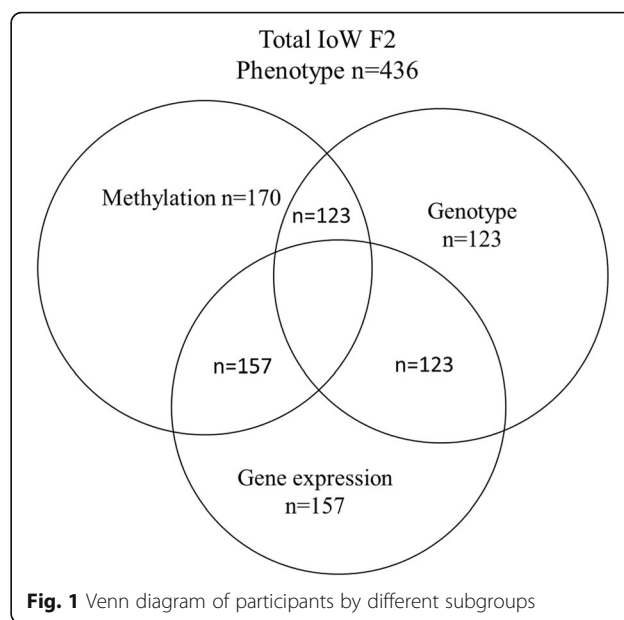 Total IoW F2
Phenotype n=436
Methylation n=170
n=123
Genotype
n=123
n=157
n=123
Gene expression
n=157
Fig. 1 Venn diagram of participants by different subgroups